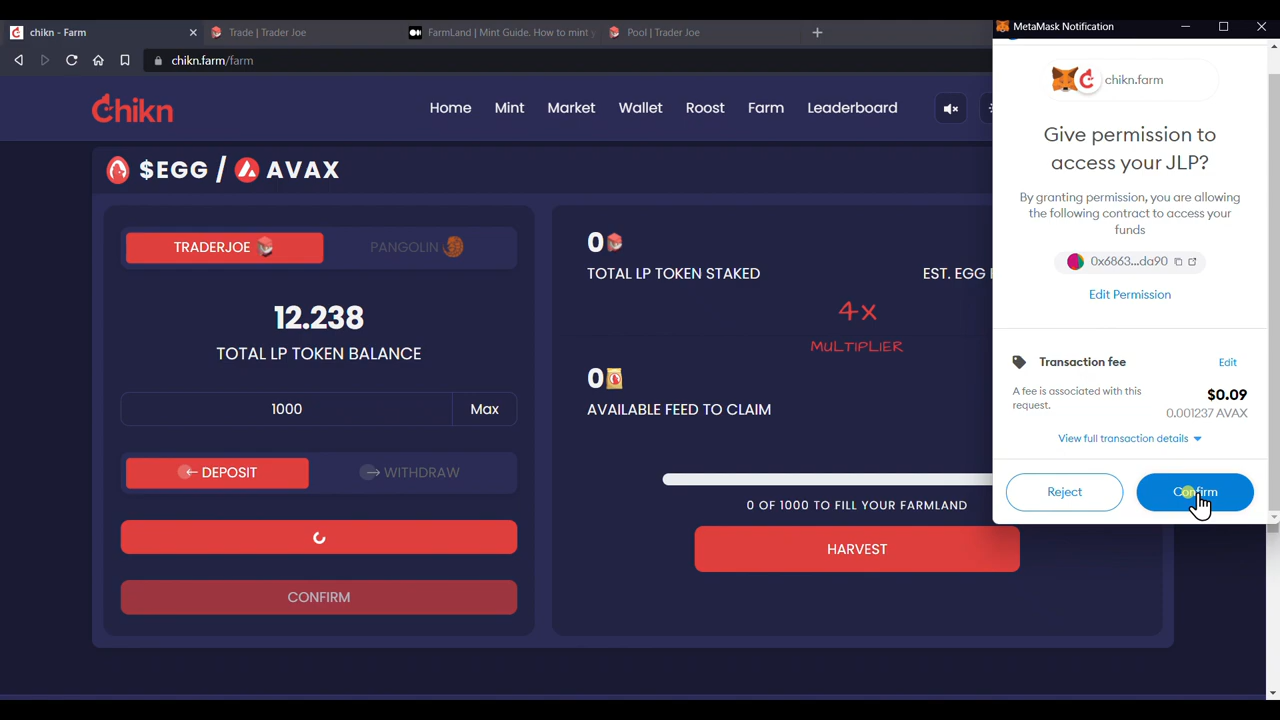 chikn - Farm
Trade | Trader Joe
FarmLand | Mint Guide. How to mint y
Pool | Trader Joe
chikn.farm/farm
Chikn
Home
Mint
Market
Wallet
Roost
Farm
Leaderboard
$EGG / AVAX
TRADERJOE
PANGOLIN
12.238
TOTAL LP TOKEN BALANCE
1000
Max
← DEPOSIT
→ WITHDRAW
CONFIRM
0
TOTAL LP TOKEN STAKED
EST. EGG
4x
MULTIPLIER
0
AVAILABLE FEED TO CLAIM
0 OF 1000 TO FILL YOUR FARMLAND
HARVEST
MetaMask Notification
chikn.farm
Give permission to
access your JLP?
By granting permission, you are allowing
the following contract to access your
funds
0x6863...da90
Edit Permission
Transaction fee
Edit
A fee is associated with this
request.
$0.09
0.001237 AVAX
View full transaction details
Reject
Confirm